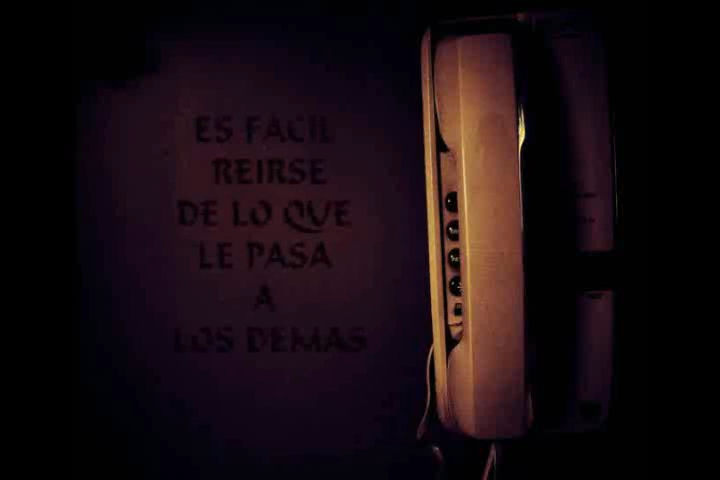 ES FACIL
REIRSE
DE LO QUE
LE PASA
A
LOS DEMAS